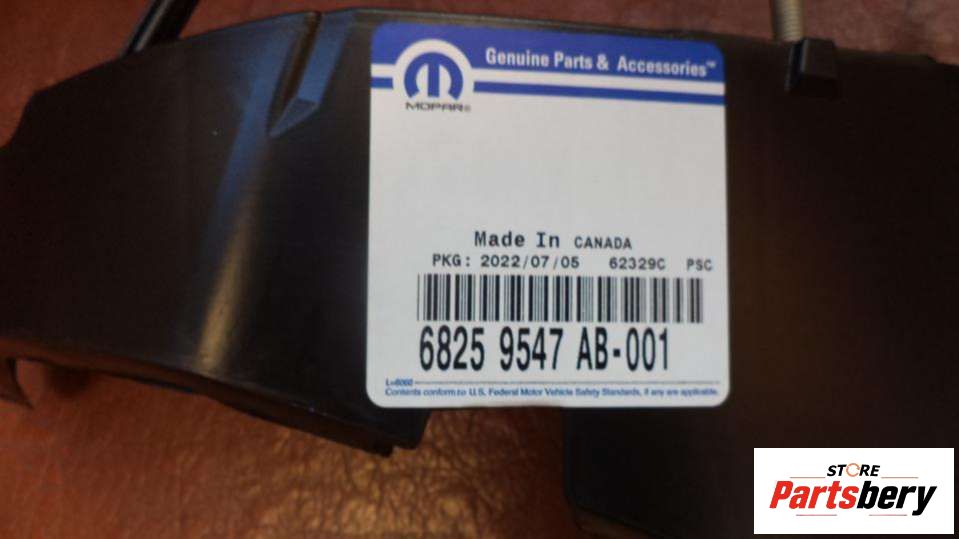 Genuine Parts & Accessories™
MOPAR®
Made In CANADA
PKG: 2022/07/05 62329C PSC
6825 9547 AB-001
L=6060
Contents conform to U.S. Federal Motor Vehicle Safety Standards, if any are applicable.
STORE
Partsbery